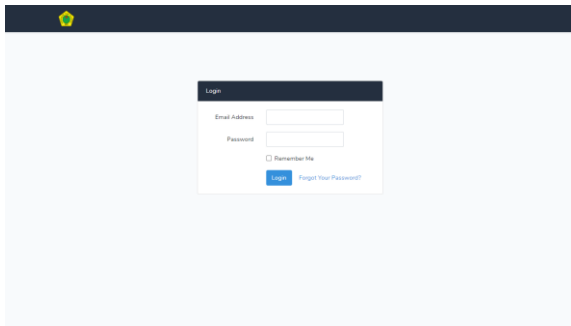 Login
Email Address
Password
Remember Me
Login Forgot Your Password?